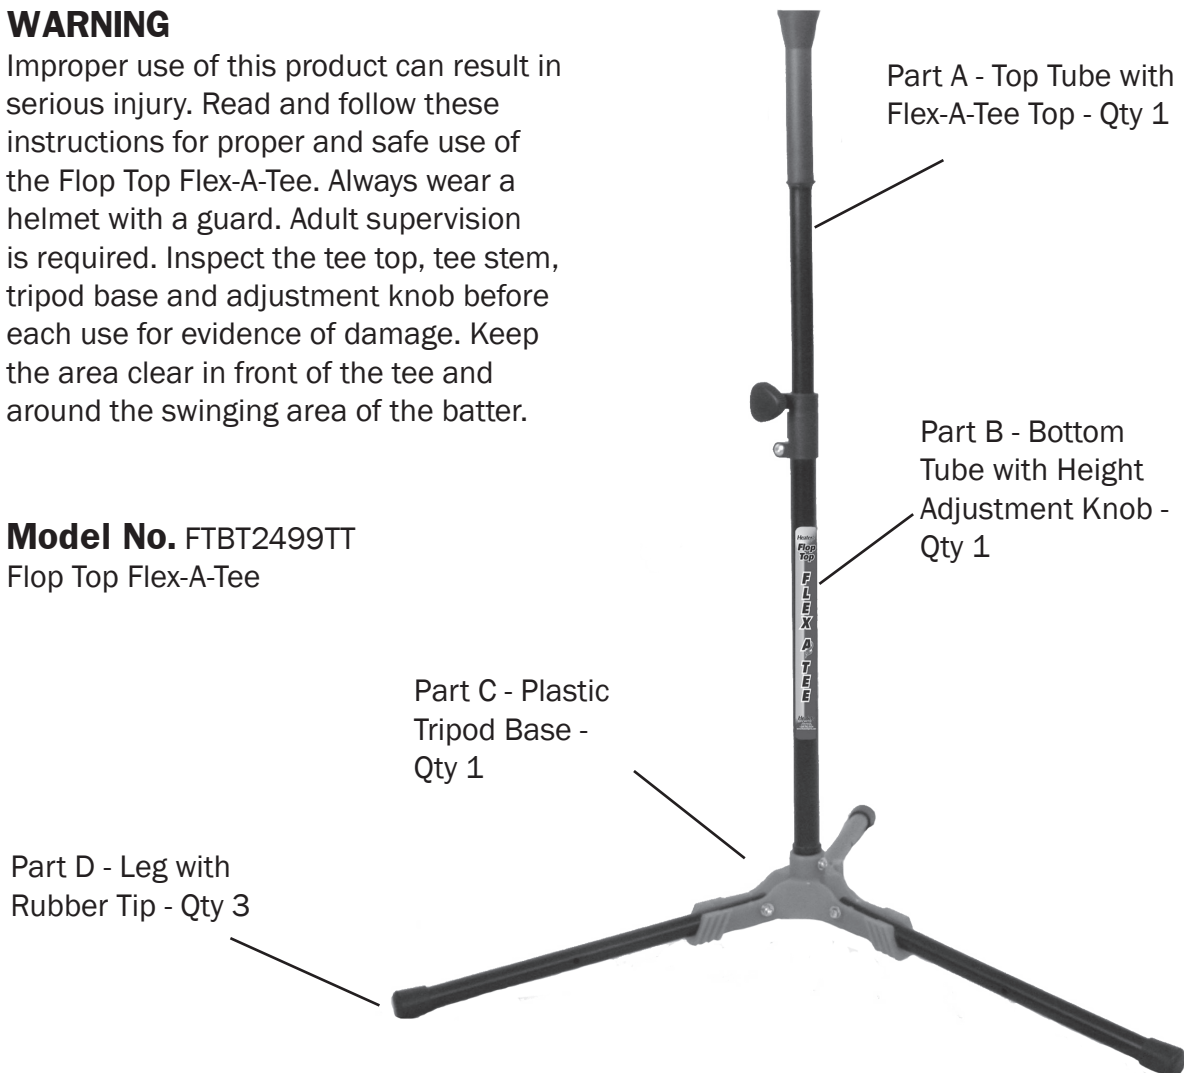 WARNING
Improper use of this product can result in
serious injury. Read and follow these
instructions for proper and safe use of
the Flop Top Flex-A-Tee. Always wear a
helmet with a guard. Adult supervision
is required. Inspect the tee top, tee stem,
tripod base and adjustment knob before
each use for evidence of damage. Keep
the area clear in front of the tee and
around the swinging area of the batter.
Part A - Top Tube with
Flex-A-Tee Top - Qty 1
Part B - Bottom
Tube with Height
Adjustment Knob -
Qty 1
Model No. FTBT2499TT
Flop Top Flex-A-Tee
Flop
Top
FLEX A TEE
Part C - Plastic
Tripod Base -
Qty 1
Part D - Leg with
Rubber Tip - Qty 3